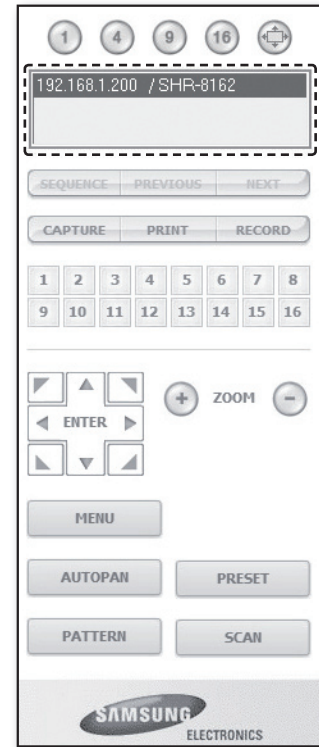 1 4 9 16
192.168.1.200 / SHR-8162
SEQUENCE PREVIOUS NEXT
CAPTURE PRINT RECORD
1 2 3 4 5 6 7 8
9 10 11 12 13 14 15 16
ENTER + ZOOM -
MENU
AUTOPAN PRESET
PATTERN SCAN
SAMSUNG
ELECTRONICS